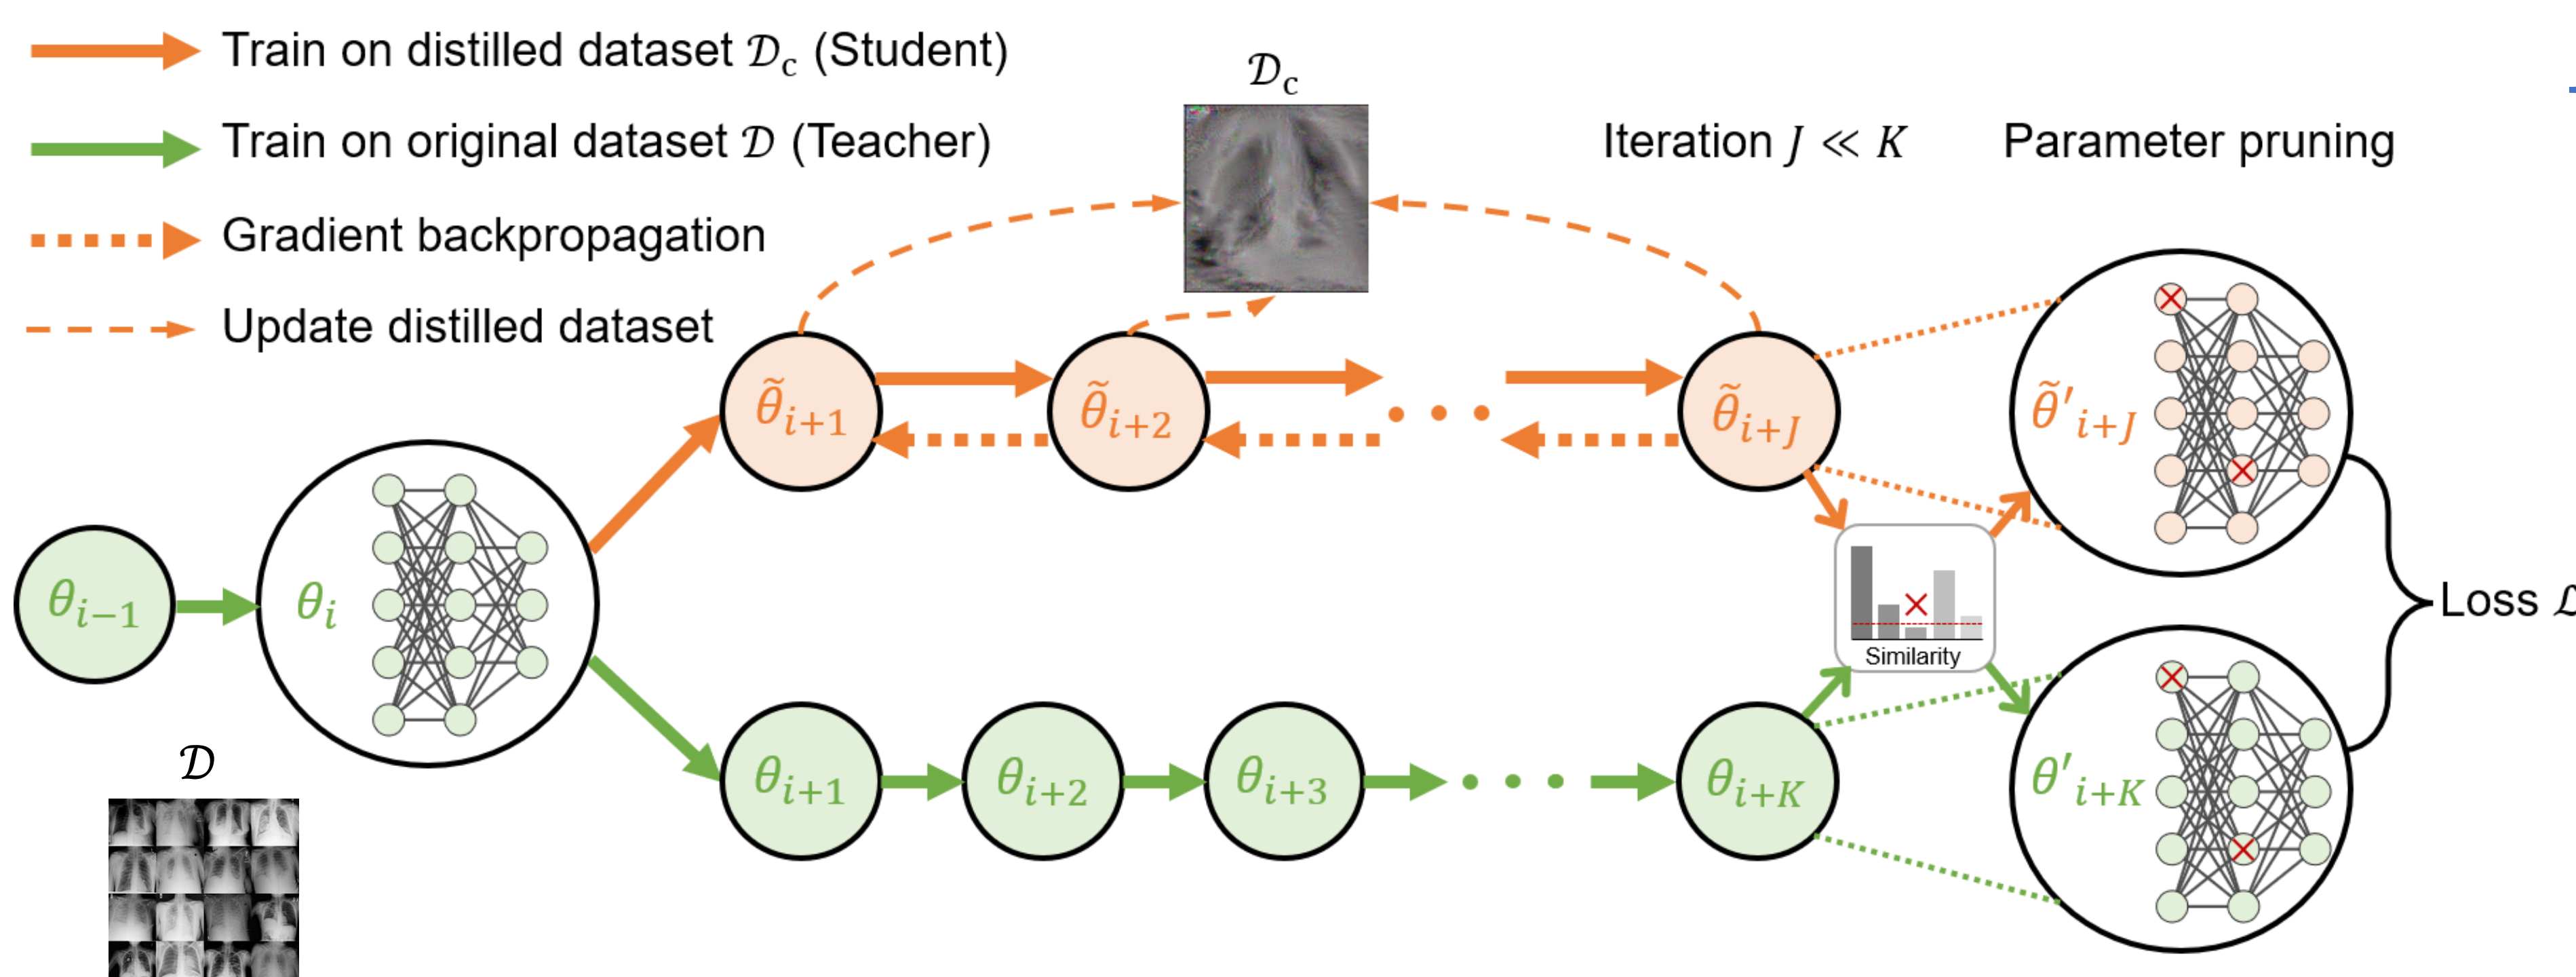 Train on distilled dataset 𝒟c (Student)
Train on original dataset 𝒟 (Teacher)
Gradient backpropagation
Update distilled dataset
𝒟c
Iteration J ≪ K
Parameter pruning
θ̃i+1
θ̃i+2
θ̃i+J
θ̃′i+J
θi−1
θi
Similarity
Loss ℒ
θi+1
θi+2
θi+3
θi+K
θ′i+K
𝒟